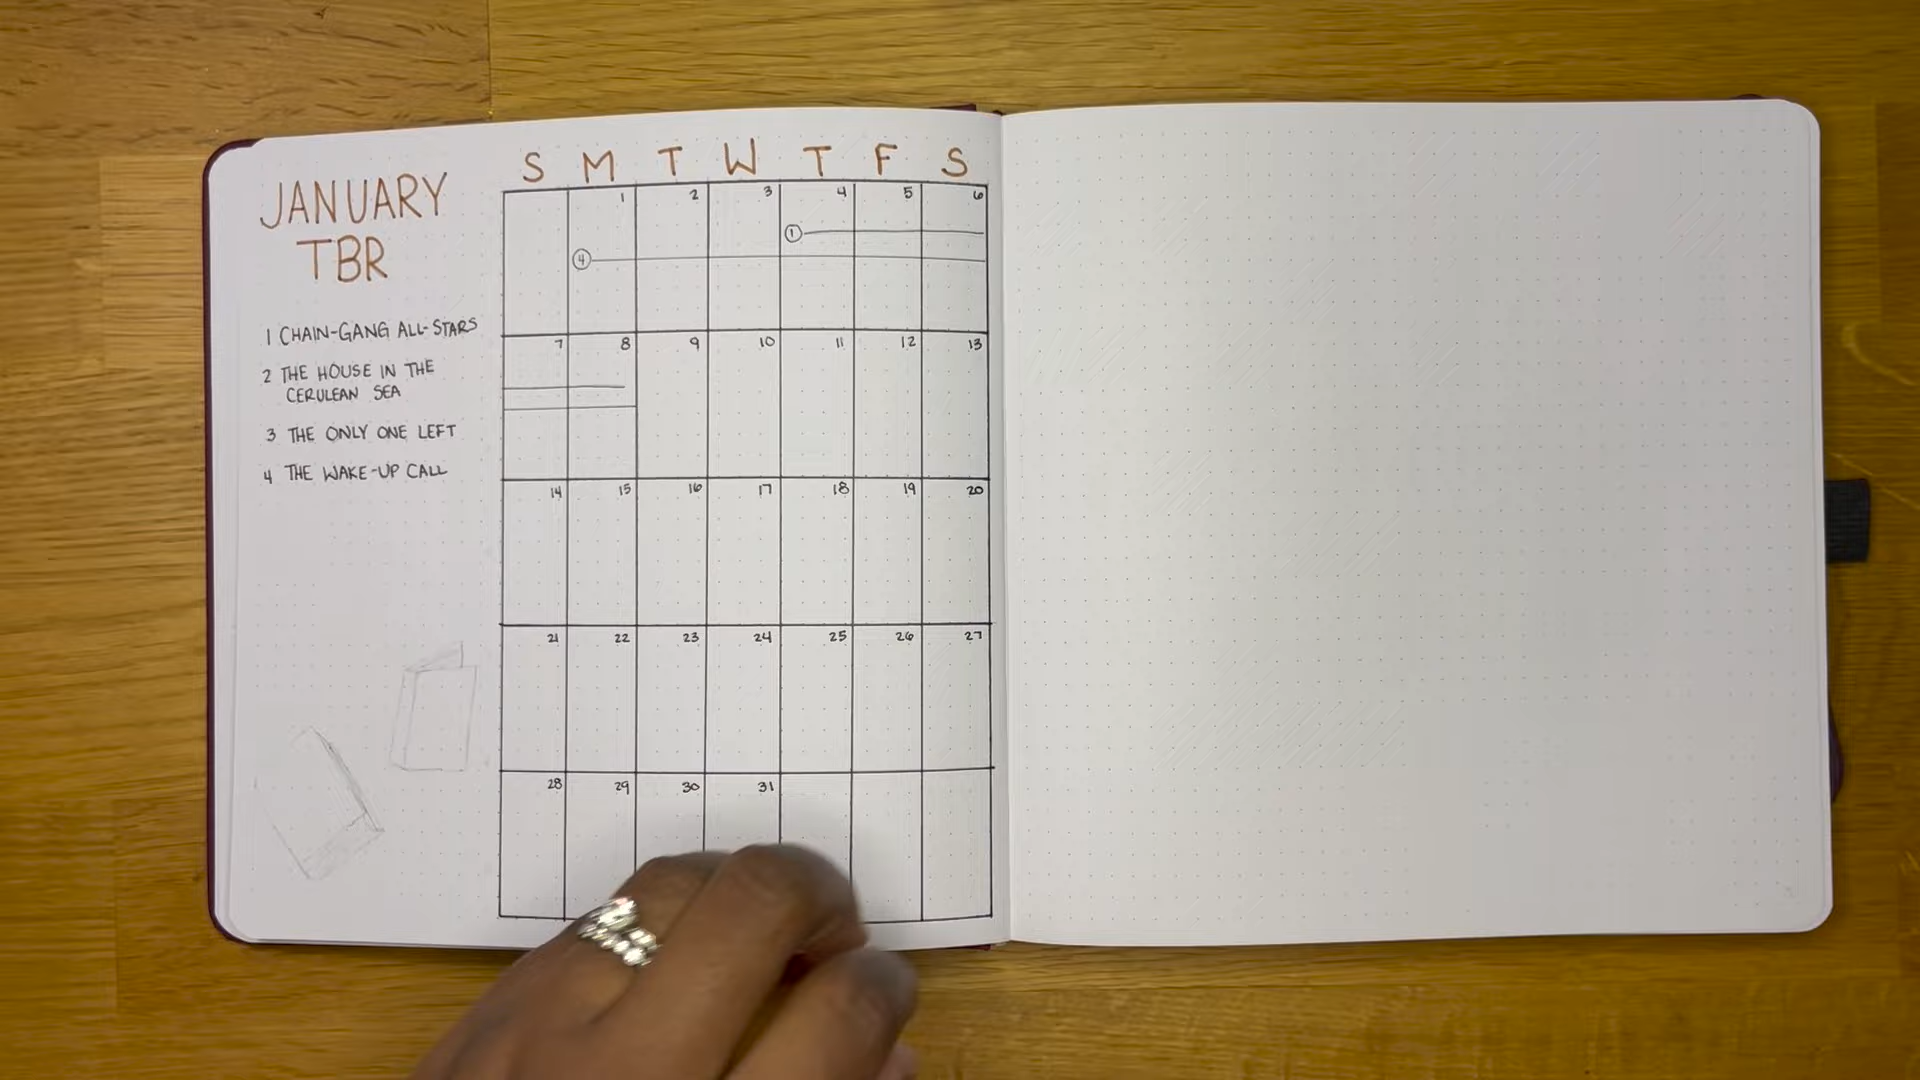 JANUARY
TBR
1 CHAIN-GANG ALL-STARS
2 THE HOUSE IN THE
CERULEAN SEA
3 THE ONLY ONE LEFT
4 THE WAKE-UP CALL
S M T W T F S
1 2 3 4 5 6
1
4
7 8 9 10 11 12 13
14 15 16 17 18 19 20
21 22 23 24 25 26 27
28 29 30 31